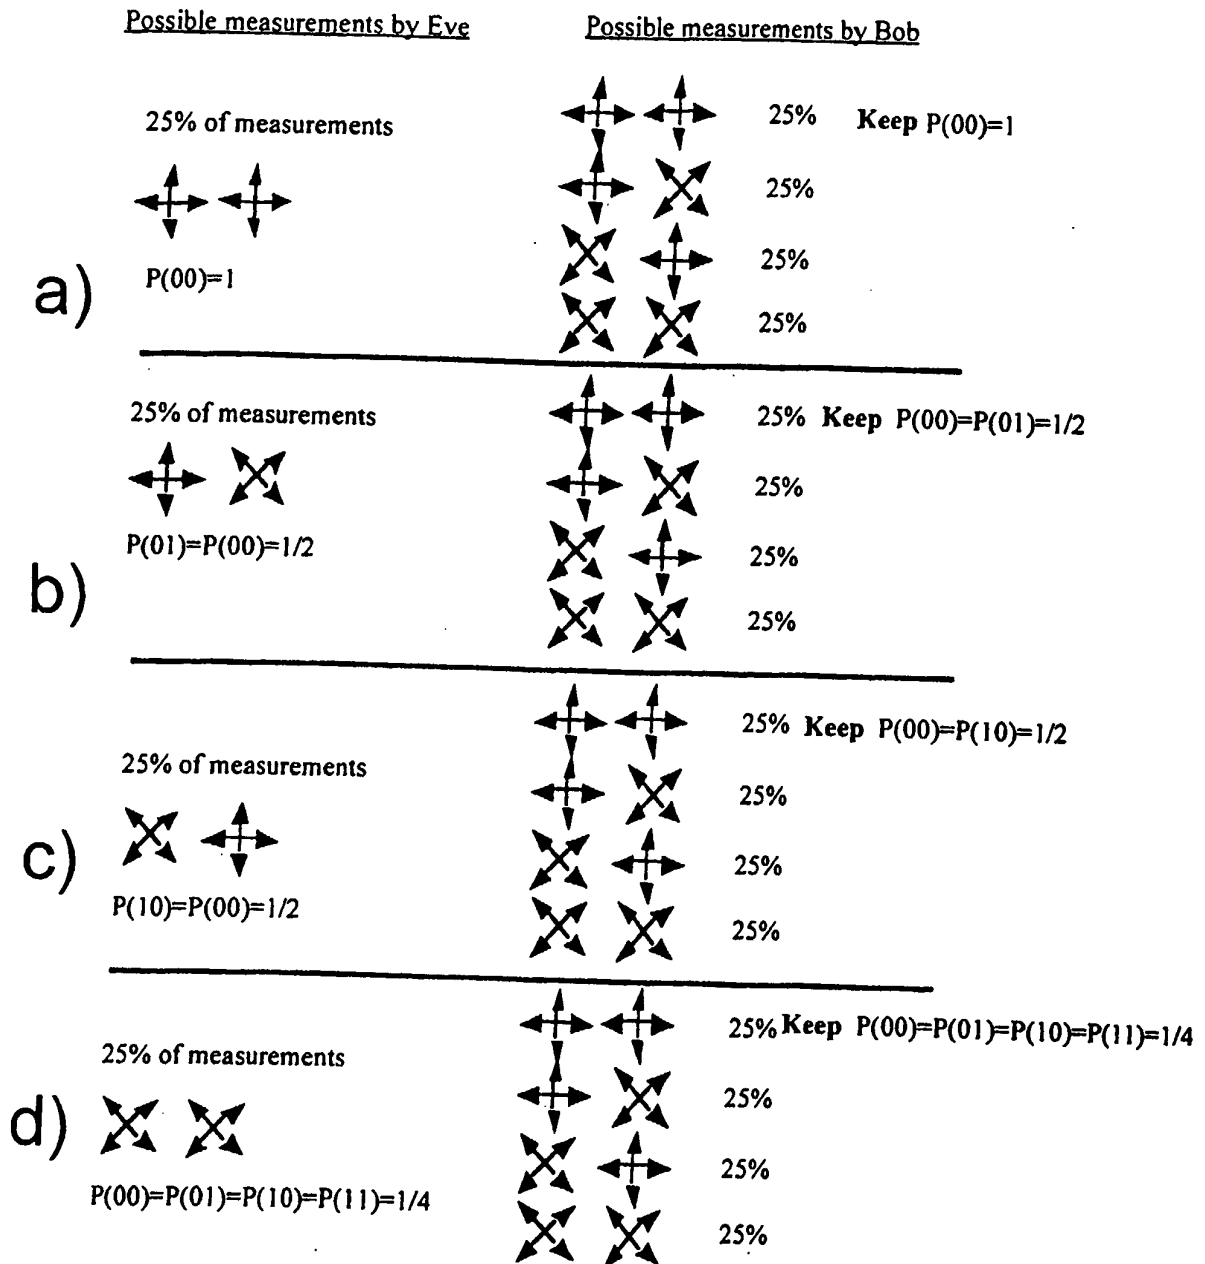 Possible measurements by Eve
Possible measurements by Bob
a)
25% of measurements
P(00)=1
25% Keep P(00)=1
25%
25%
25%
b)
25% of measurements
P(01)=P(00)=1/2
25% Keep P(00)=P(01)=1/2
25%
25%
25%
c)
25% of measurements
P(10)=P(00)=1/2
25% Keep P(00)=P(10)=1/2
25%
25%
25%
d)
25% of measurements
P(00)=P(01)=P(10)=P(11)=1/4
25% Keep P(00)=P(01)=P(10)=P(11)=1/4
25%
25%
25%